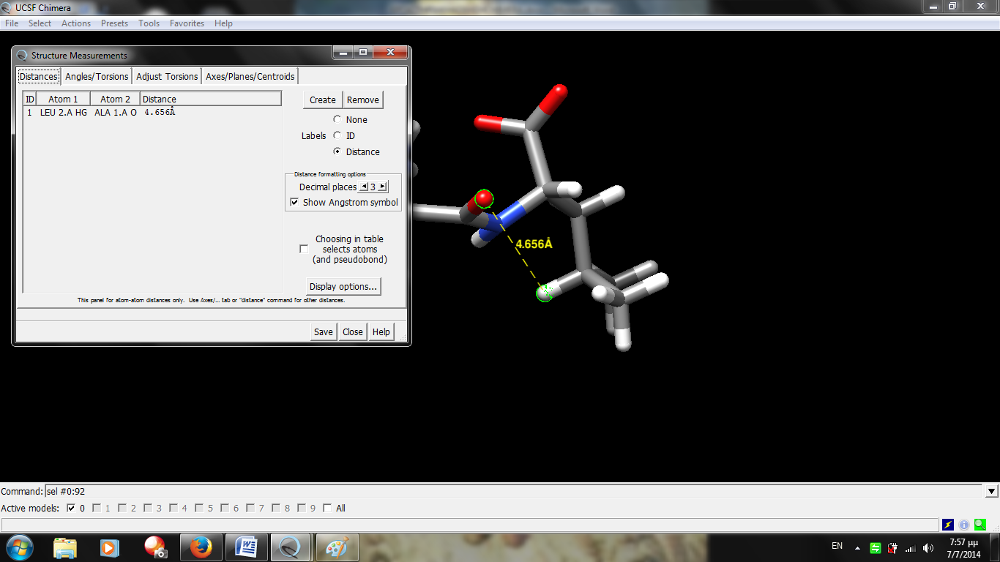 UCSF Chimera
File Select Actions Presets Tools Favorites Help
Structure Measurements
Distances Angles/Torsions Adjust Torsions Axes/Planes/Centroids
ID Atom 1 Atom 2 Distance
1 LEU 2.A HG ALA 1.A O 4.656Å
Create Remove
None
Labels ID
Distance
Distance formatting options
Decimal places 3
Show Angstrom symbol
Choosing in table
selects atoms
(and pseudobond)
Display options...
This panel for atom-atom distances only. Use Axes/... tab or "distance" command for other distances.
Save Close Help
4.656Å
Command: sel #0:92
Active models: 0 1 2 3 4 5 6 7 8 9 All
EN
7:57 μμ
7/7/2014